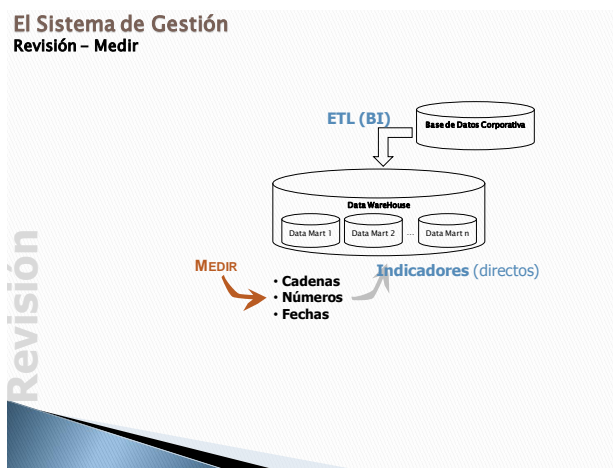 El Sistema de Gestión
Revisión – Medir
ETL (BI)
Base de Datos Corporativa
Data WareHouse
Data Mart 1
Data Mart 2
...
Data Mart n
MEDIR
Indicadores (directos)
• Cadenas
• Números
• Fechas
Revisión